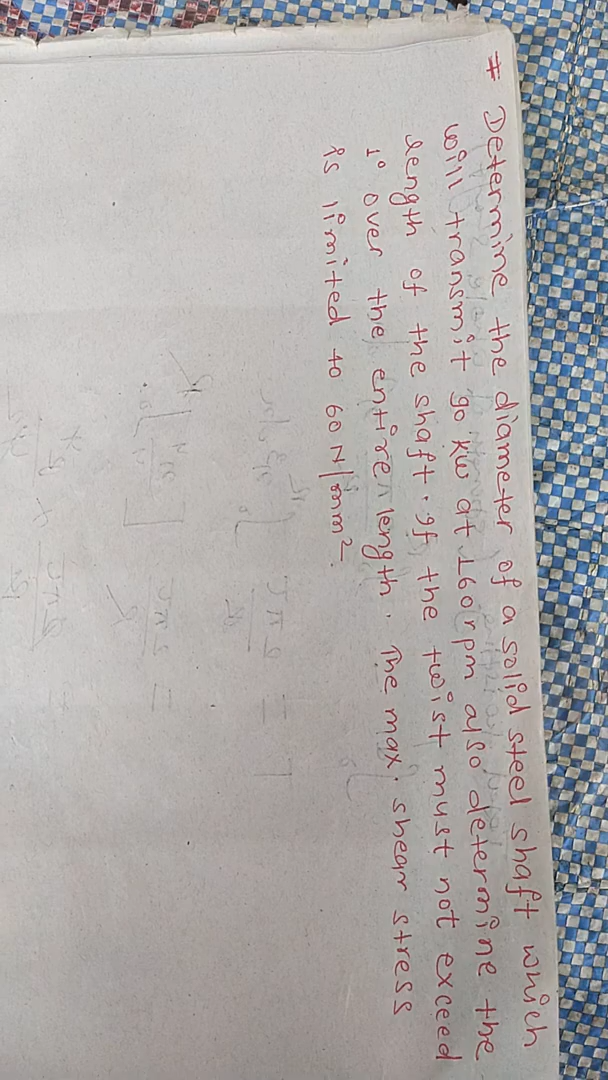 # Determine the diameter of a solid steel shaft which
will transmit 90 kw at 160 rpm also determine the
length of the shaft. If the twist must not exceed
1° over the entire length. The max. shear stress
is limited to 60 N/mm².